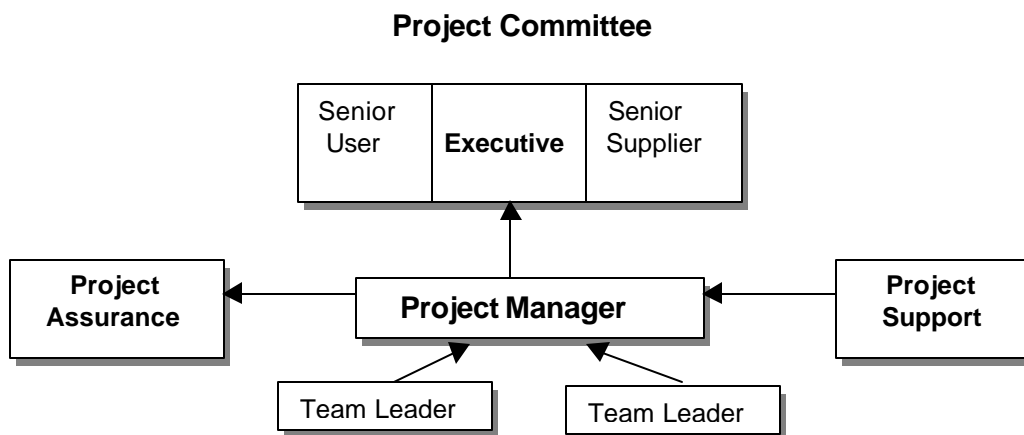 Project Committee
Senior
User
Executive
Senior
Supplier
Project
Assurance
Project Manager
Project
Support
Team Leader
Team Leader